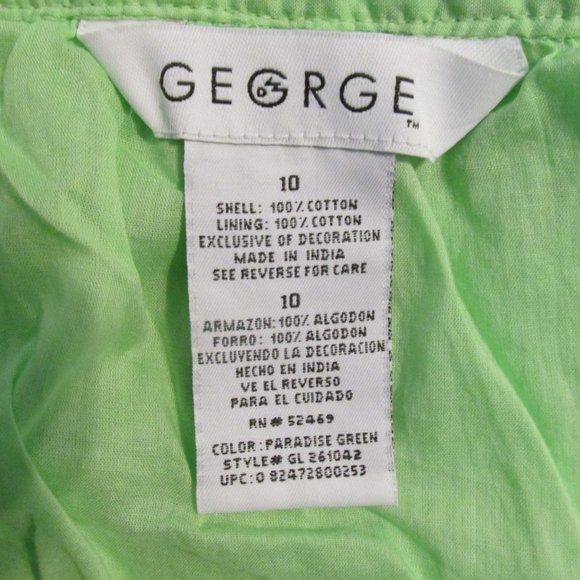 GEORGE
TM
10
SHELL: 100% COTTON
LINING: 100% COTTON
EXCLUSIVE OF DECORATION
MADE IN INDIA
SEE REVERSE FOR CARE
10
ARMAZON: 100% ALGODON
FORRO: 100% ALGODON
EXCLUYENDO LA DECORACION
HECHO EN INDIA
VE EL REVERSO
PARA EL CUIDADO
RN# 52469
COLOR: PARADISE GREEN
STYLE# GL 261042
UPC: 0 82472800253